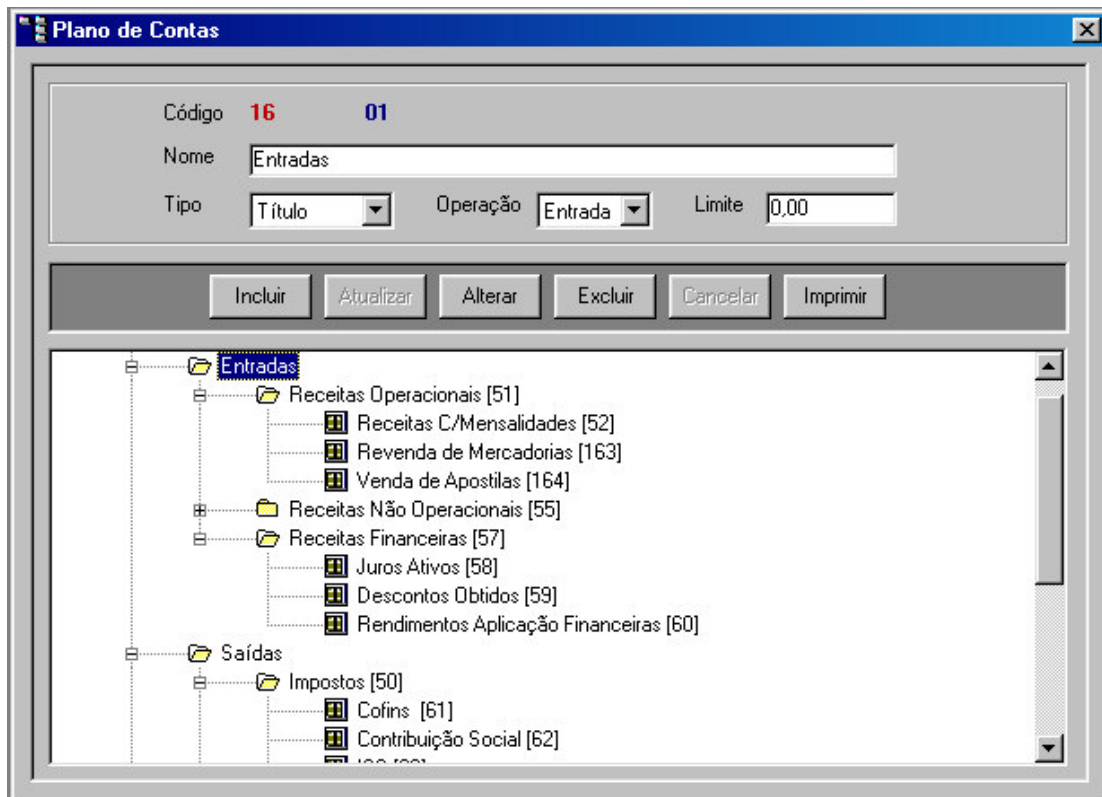 Plano de Contas
Código 16 01
Nome Entradas
Tipo Título Operação Entrada Limite 0,00
Incluir Atualizar Alterar Excluir Cancelar Imprimir
Entradas
Receitas Operacionais [51]
Receitas C/Mensalidades [52]
Revenda de Mercadorias [163]
Venda de Apostilas [164]
Receitas Não Operacionais [55]
Receitas Financeiras [57]
Juros Ativos [58]
Descontos Obtidos [59]
Rendimentos Aplicação Financeiras [60]
Saídas
Impostos [50]
Cofins [61]
Contribuição Social [62]